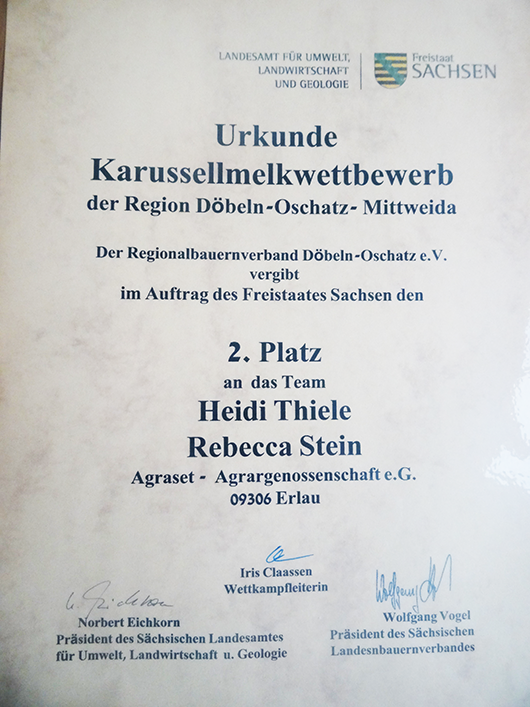 LANDESAMT FÜR UMWELT,
LANDWIRTSCHAFT
UND GEOLOGIE
Freistaat
SACHSEN
Urkunde
Karussellmelkwettbewerb
der Region Döbeln-Oschatz- Mittweida
Der Regionalbauernverband Döbeln-Oschatz e.V.
vergibt
im Auftrag des Freistaates Sachsen den
2. Platz
an das Team
Heidi Thiele
Rebecca Stein
Agraset - Agrargenossenschaft e.G.
09306 Erlau
Iris Claassen
Wettkampfleiterin
Norbert Eichkorn
Präsident des Sächsischen Landesamtes
für Umwelt, Landwirtschaft u. Geologie
Wolfgang Vogel
Präsident des Sächsischen
Landesnbauernverbandes